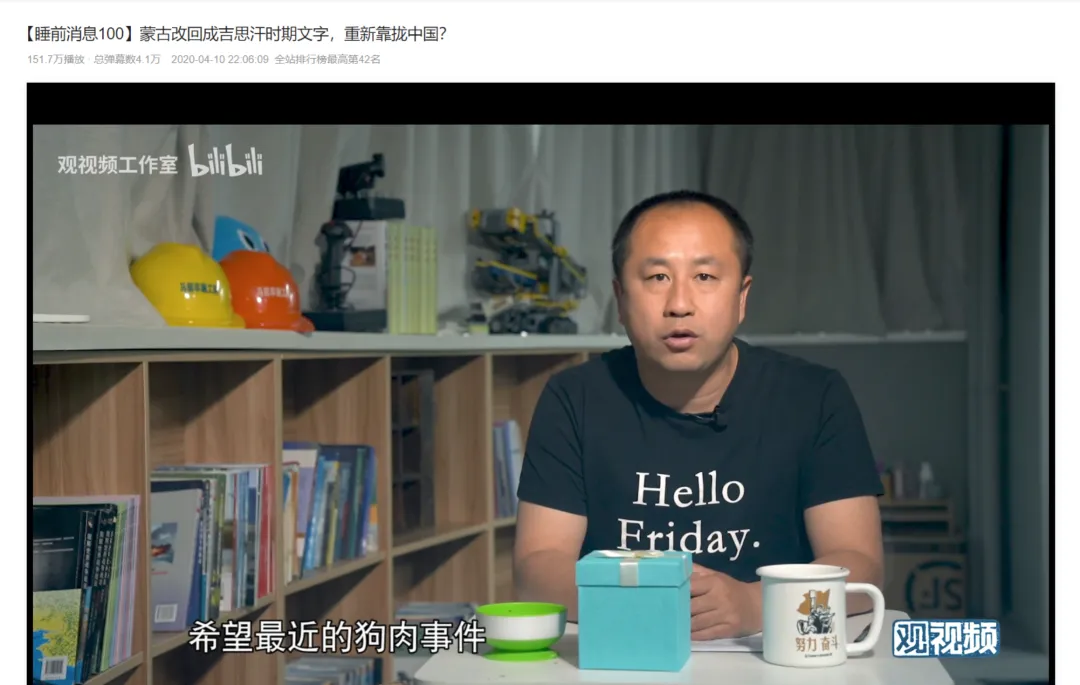 【睡前消息100】蒙古改回成吉思汗时期文字，重新靠拢中国？
151.7万播放 · 总弹幕数4.1万 2020-04-10 22:06:09 全站排行榜最高第42名
观视频工作室 bilibili
Hello
Friday.
努力 奋斗
希望最近的狗肉事件
观视频